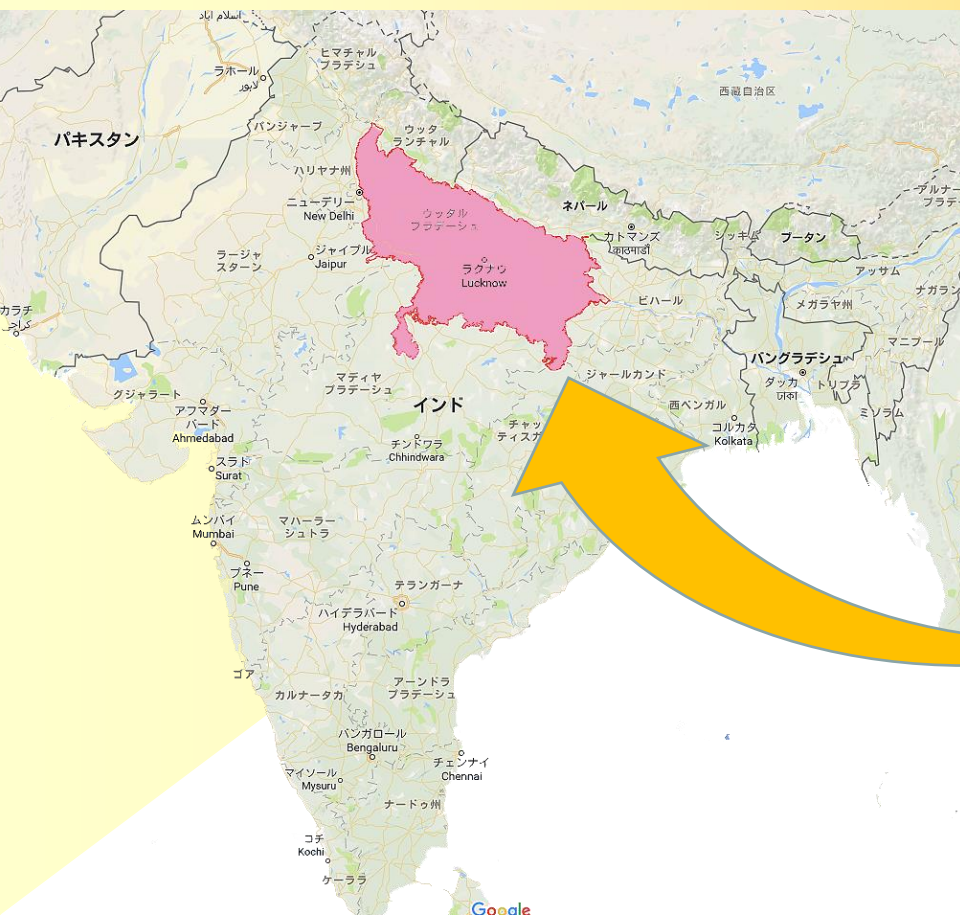 اسلام آباد
ヒマチャル
プラデーシュ
ラホール
لاہور
西蔵自治区
パキスタン
パンジャーブ
ウッタ
ランチャル
ハリヤナ州
ニューデリー
New Delhi
ウッタル
プラデーシュ
ネパール
カトマンズ
काठमाडौं
シッキム
ブータン
アルナー
プラデ
ラージャ
スターン
ジャイプル
Jaipur
ラクナウ
Lucknow
アッサム
ビハール
メガラヤ州
ナガラン
カラチ
کراچی
マニプール
バングラデシュ
ジャールカンド
ダッカ
ঢাকা
トリプラ
マディヤ
プラデーシュ
グジャラート
インド
西ベンガル
ミゾラム
アフマダー
バード
Ahmedabad
チャッ
ティスガ
コルカタ
Kolkata
チンドワラ
Chhindwara
スラト
Surat
ムンバイ
Mumbai
マハーラー
シュトラ
プネー
Pune
テランガーナ
ハイデラバード
Hyderabad
ゴア
アーンドラ
プラデーシュ
カルナータカ
バンガロール
Bengaluru
チェンナイ
Chennai
マイソール
Mysuru
ナードゥ州
コチ
Kochi
ケーララ
Google